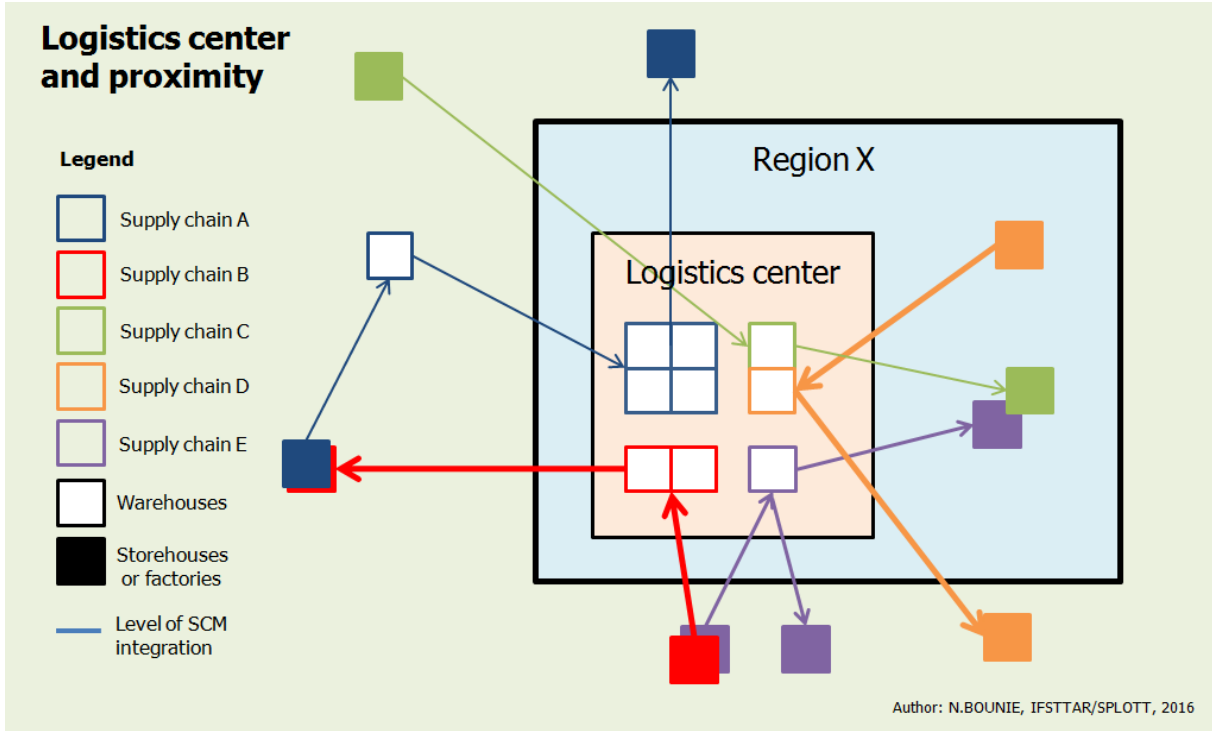 Logistics center
and proximity
Legend
Supply chain A
Supply chain B
Supply chain C
Supply chain D
Supply chain E
Warehouses
Storehouses
or factories
Level of SCM
integration
Region X
Logistics center
Author: N.BOUNIE, IFSTTAR/SPLOTT, 2016